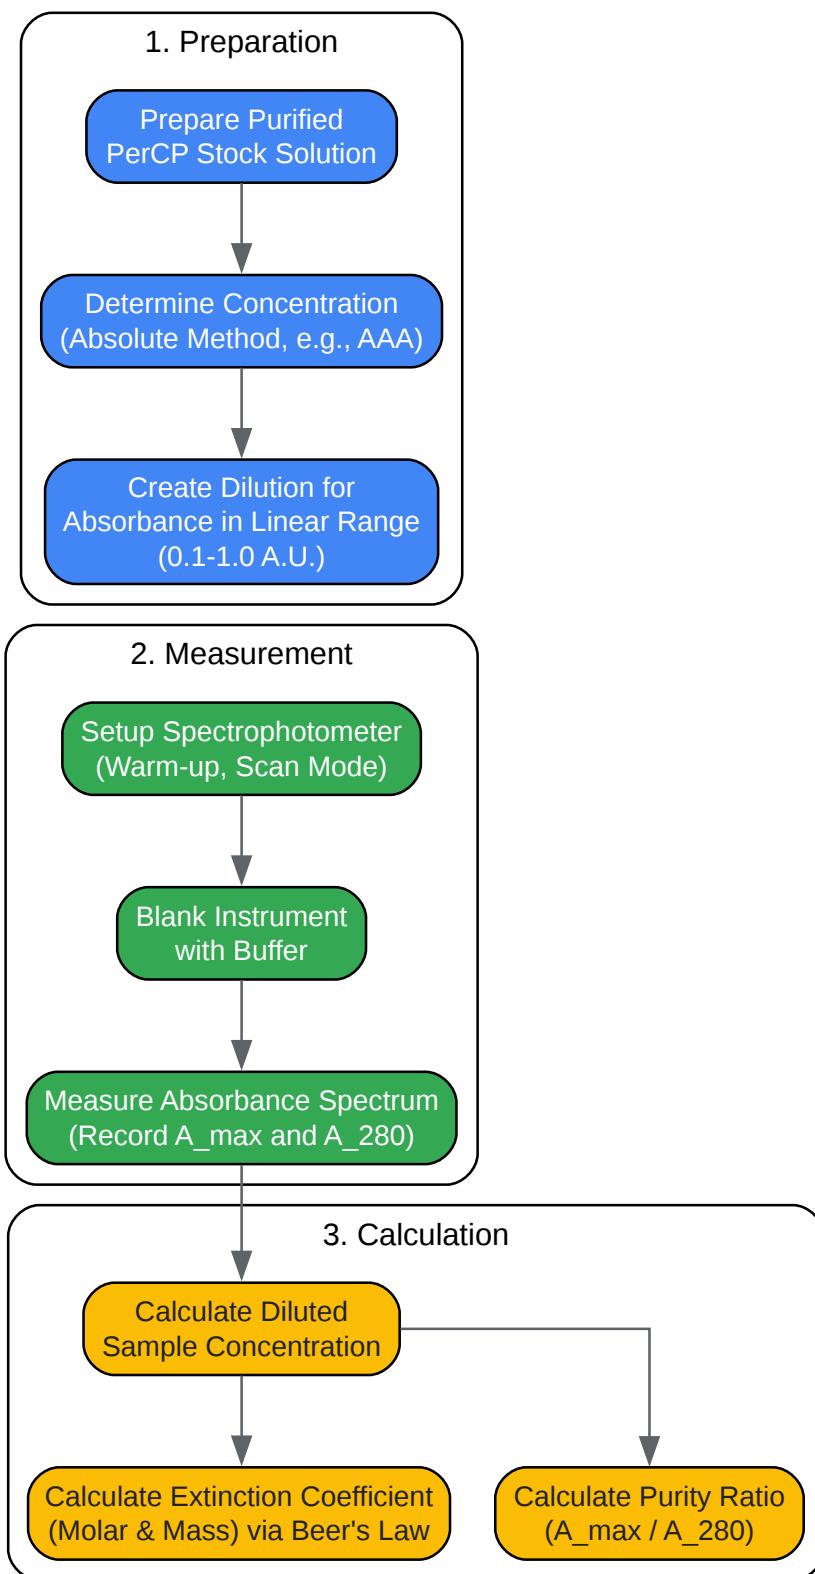 1. Preparation
Prepare Purified
PerCP Stock Solution
Determine Concentration
(Absolute Method, e.g., AAA)
Create Dilution for
Absorbance in Linear Range
(0.1-1.0 A.U.)
2. Measurement
Setup Spectrophotometer
(Warm-up, Scan Mode)
Blank Instrument
with Buffer
Measure Absorbance Spectrum
(Record A_max and A_280)
3. Calculation
Calculate Diluted
Sample Concentration
Calculate Extinction Coefficient
(Molar & Mass) via Beer's Law
Calculate Purity Ratio
(A_max / A_280)